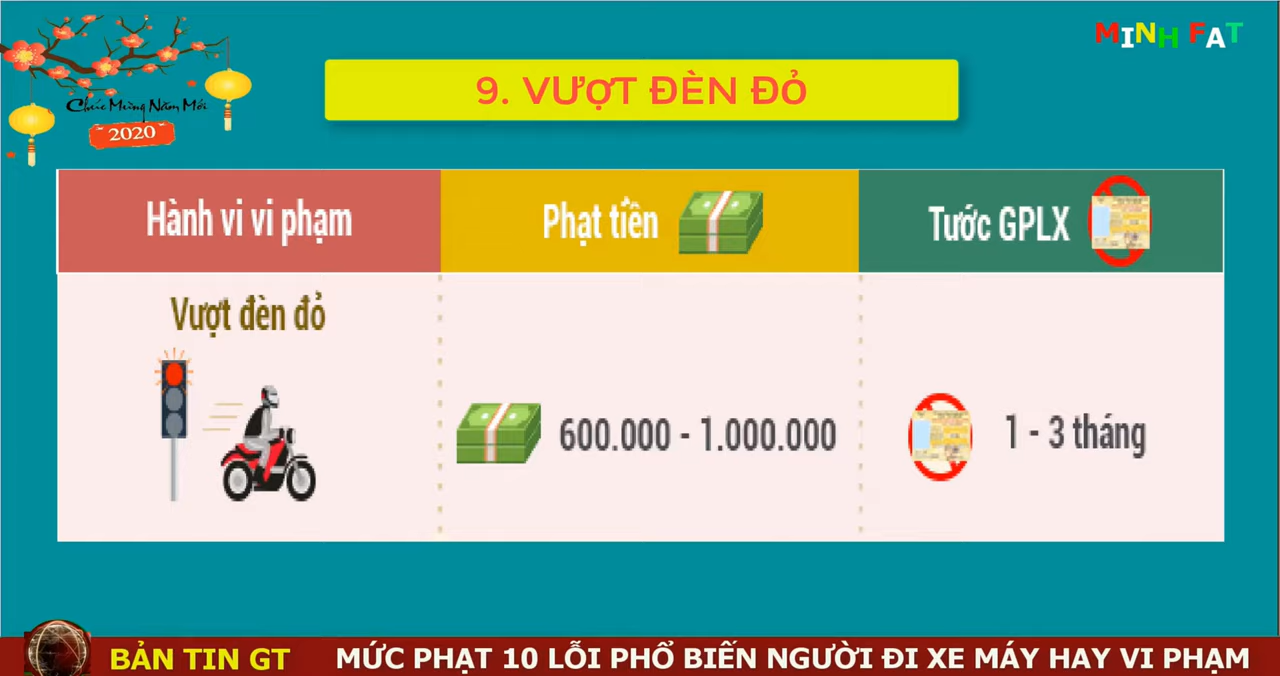 Chúc Mừng Năm Mới
2020
MINH FAT
9. VƯỢT ĐÈN ĐỎ
Hành vi vi phạm
Phạt tiền
Tước GPLX
Vượt đèn đỏ
600.000 - 1.000.000
1 - 3 tháng
BẢN TIN GT
MỨC PHẠT 10 LỖI PHỔ BIẾN NGƯỜI ĐI XE MÁY HAY VI PHẠM